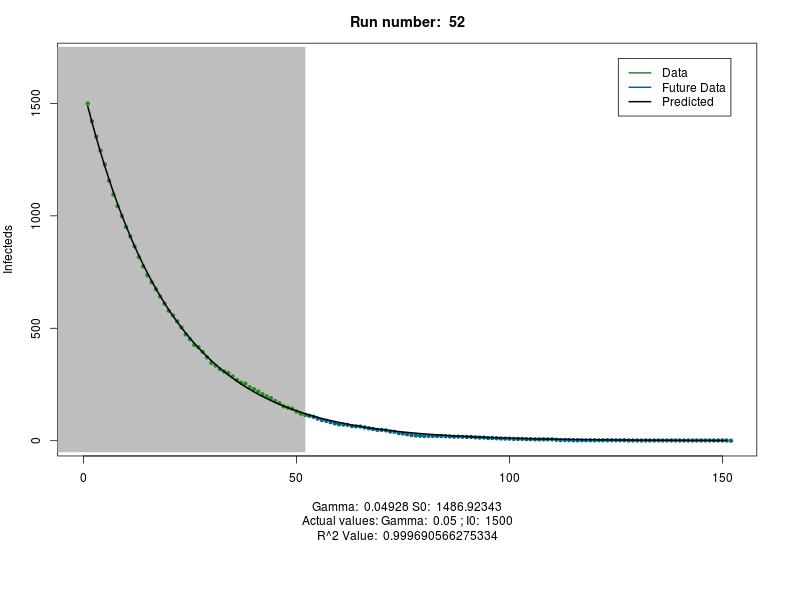 Run number: 52
Data
Future Data
Predicted
Infecteds
1500
1000
500
0
0 50 100 150
Gamma: 0.04928 S0: 1486.92343
Actual values: Gamma: 0.05 ; I0: 1500
R^2 Value: 0.999690566275334